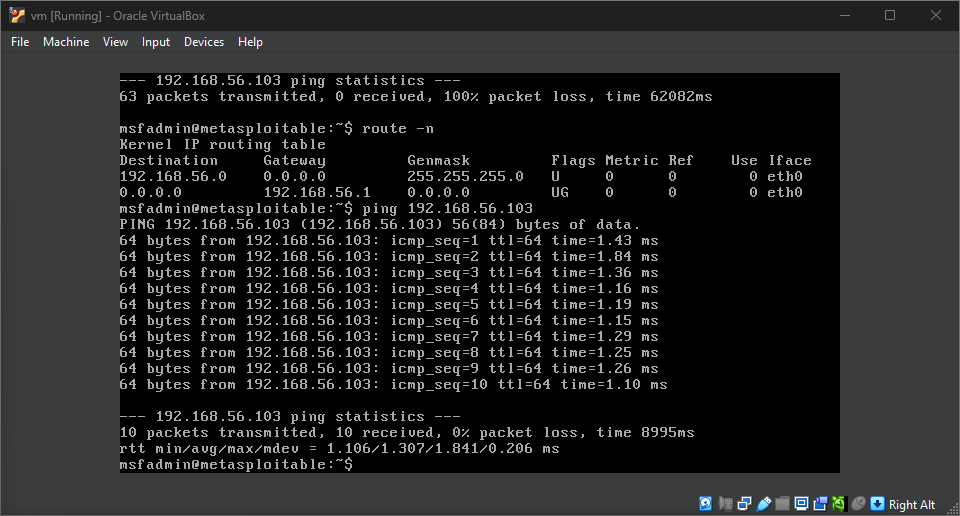 vm [Running] - Oracle VirtualBox
File Machine View Input Devices Help
--- 192.168.56.103 ping statistics ---
63 packets transmitted, 0 received, 100% packet loss, time 62082ms
msfadmin@metasploitable:~$ route -n
Kernel IP routing table
Destination Gateway Genmask Flags Metric Ref Use Iface
192.168.56.0 0.0.0.0 255.255.255.0 U 0 0 0 eth0
0.0.0.0 192.168.56.1 0.0.0.0 UG 0 0 0 eth0
msfadmin@metasploitable:~$ ping 192.168.56.103
PING 192.168.56.103 (192.168.56.103) 56(84) bytes of data.
64 bytes from 192.168.56.103: icmp_seq=1 ttl=64 time=1.43 ms
64 bytes from 192.168.56.103: icmp_seq=2 ttl=64 time=1.84 ms
64 bytes from 192.168.56.103: icmp_seq=3 ttl=64 time=1.36 ms
64 bytes from 192.168.56.103: icmp_seq=4 ttl=64 time=1.16 ms
64 bytes from 192.168.56.103: icmp_seq=5 ttl=64 time=1.19 ms
64 bytes from 192.168.56.103: icmp_seq=6 ttl=64 time=1.15 ms
64 bytes from 192.168.56.103: icmp_seq=7 ttl=64 time=1.29 ms
64 bytes from 192.168.56.103: icmp_seq=8 ttl=64 time=1.25 ms
64 bytes from 192.168.56.103: icmp_seq=9 ttl=64 time=1.26 ms
64 bytes from 192.168.56.103: icmp_seq=10 ttl=64 time=1.10 ms
--- 192.168.56.103 ping statistics ---
10 packets transmitted, 10 received, 0% packet loss, time 8995ms
rtt min/avg/max/mdev = 1.106/1.307/1.841/0.206 ms
msfadmin@metasploitable:~$
Right Alt